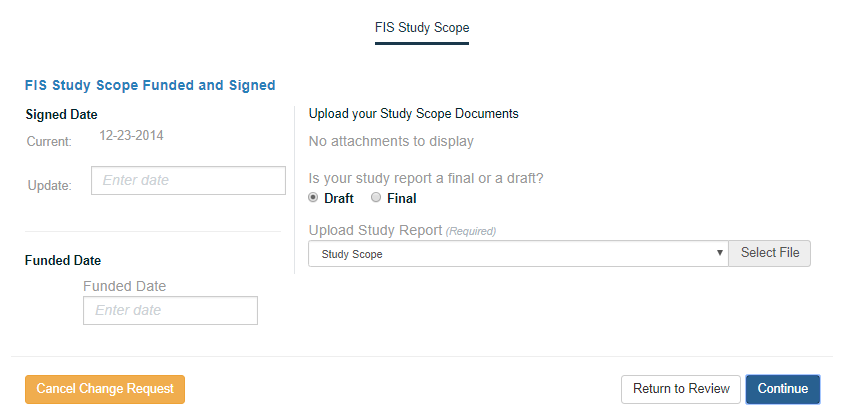 FIS Study Scope
FIS Study Scope Funded and Signed
Signed Date
Current: 12-23-2014
Update: Enter date
Funded Date
Funded Date
Enter date
Upload your Study Scope Documents
No attachments to display
Is your study report a final or a draft?
Draft Final
Upload Study Report (Required)
Study Scope Select File
Cancel Change Request Return to Review Continue